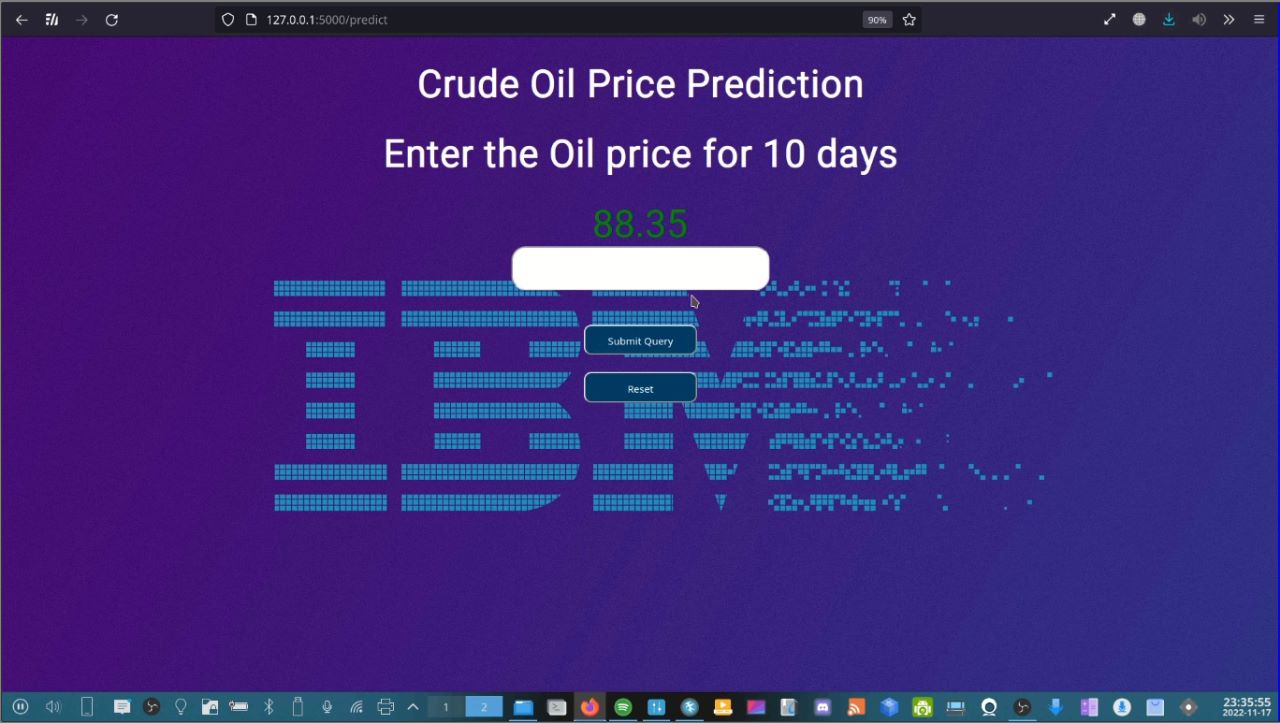 127.0.0.1:5000/predict
90%
Crude Oil Price Prediction
Enter the Oil price for 10 days
88.35
IBM
Submit Query
Reset
1
2
23:35:55
2022-11-17